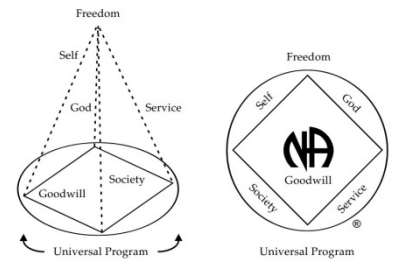 Freedom
Self
God
Service
Goodwill
Society
Universal Program
Freedom
Self
God
NA
Goodwill
Society
Service
®
Universal Program